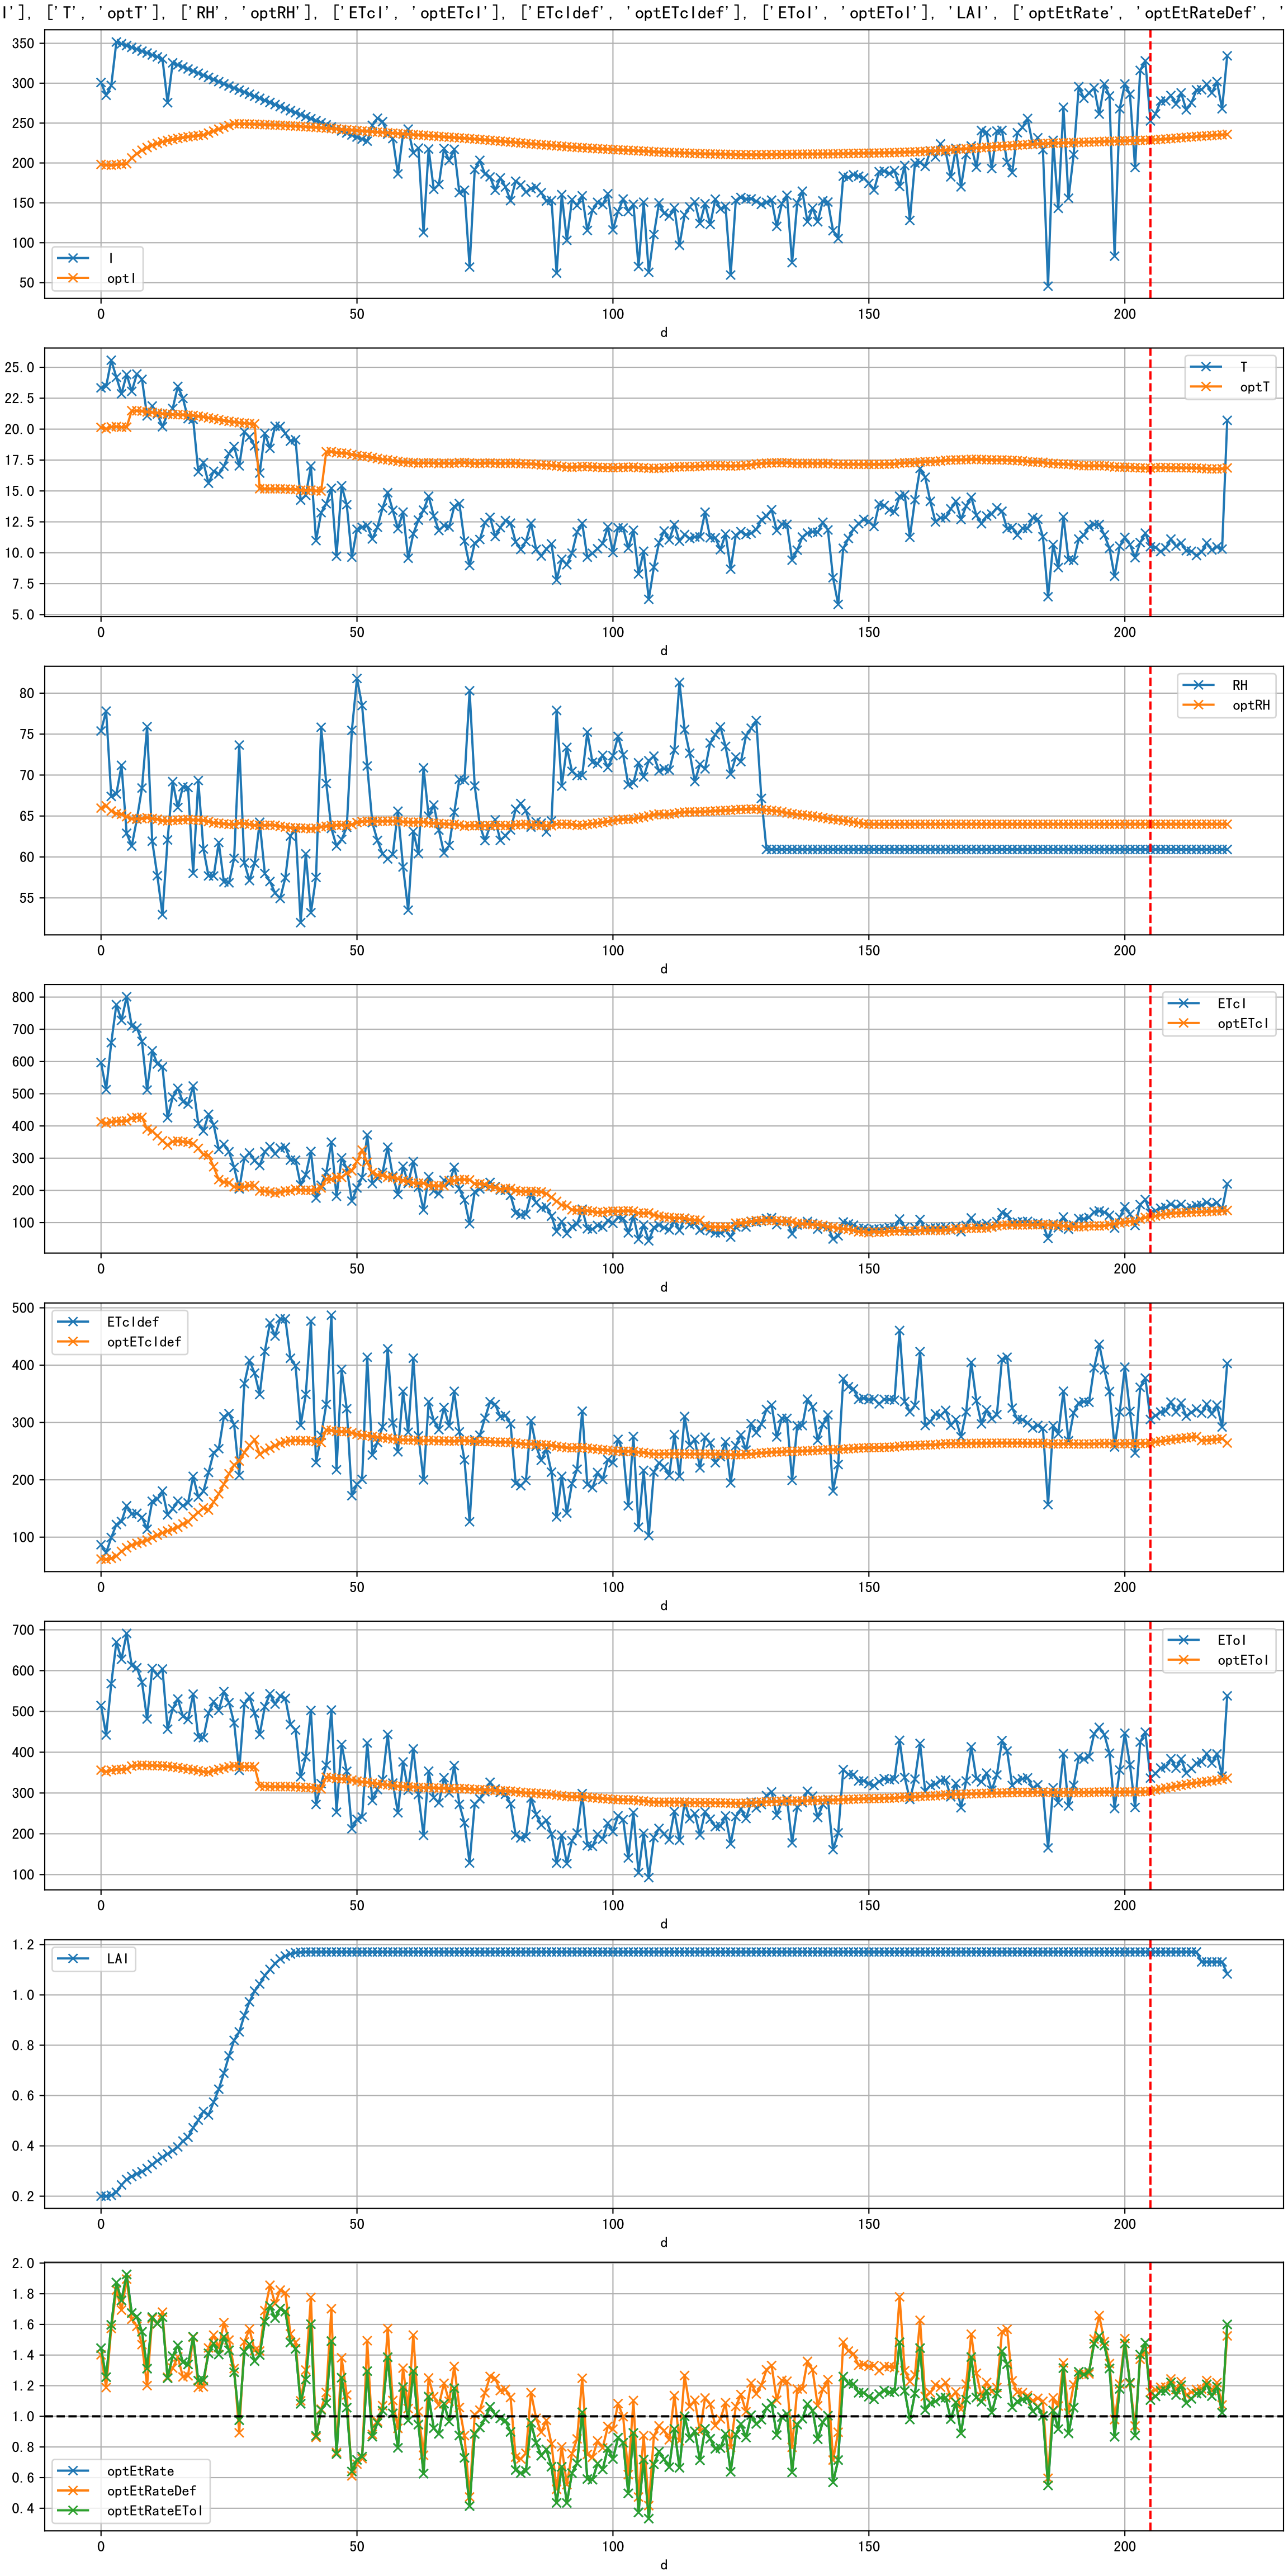 I'], ['T', 'optT'], ['RH', 'optRH'], ['ETcI', 'optETcI'], ['ETcIdef', 'optETcIdef'], ['EToI', 'optEToI'], 'LAI', ['optEtRate', 'optEtRateDef', '
350
300
250
200
150
100
50
I
optI
0 50 100 150 200
d
25.0
22.5
20.0
17.5
15.0
12.5
10.0
7.5
5.0
T
optT
0 50 100 150 200
d
80
75
70
65
60
55
RH
optRH
0 50 100 150 200
d
800
700
600
500
400
300
200
100
ETcI
optETcI
0 50 100 150 200
d
500
400
300
200
100
ETcIdef
optETcIdef
0 50 100 150 200
d
700
600
500
400
300
200
100
EToI
optEToI
0 50 100 150 200
d
1.2
1.0
0.8
0.6
0.4
0.2
LAI
0 50 100 150 200
d
2.0
1.8
1.6
1.4
1.2
1.0
0.8
0.6
0.4
optEtRate
optEtRateDef
optEtRateEToI
0 50 100 150 200
d